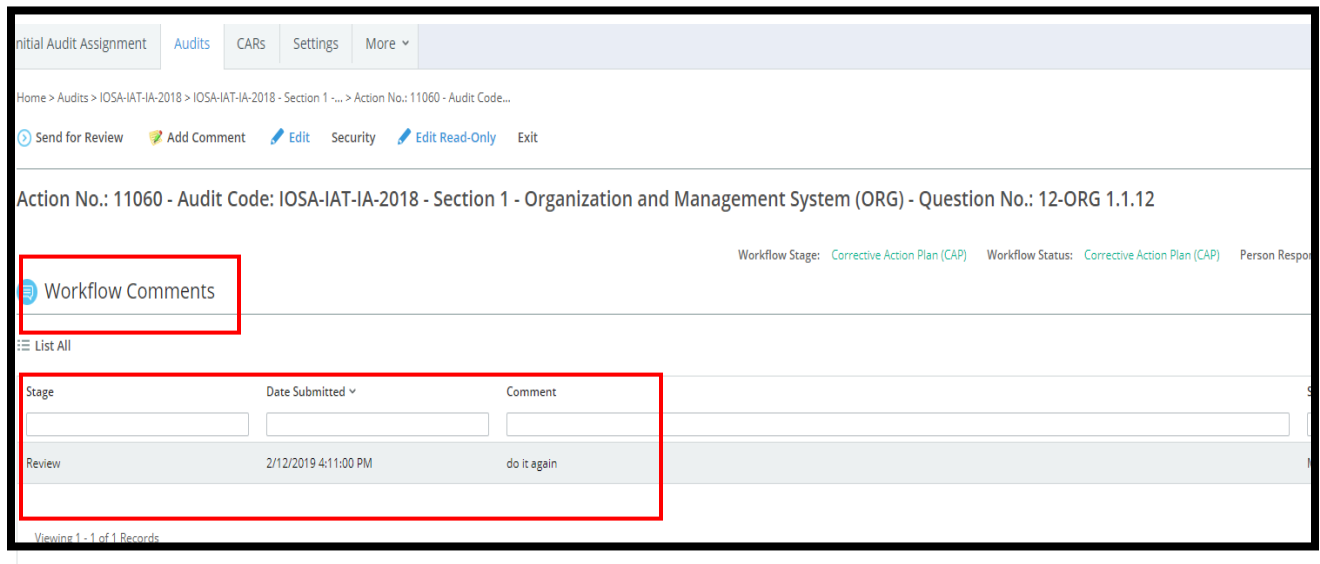 nitial Audit Assignment Audits CARs Settings More
Home > Audits > IOSA-IAT-IA-2018 > IOSA-IAT-IA-2018 - Section 1 -... > Action No.: 11060 - Audit Code...
Send for Review Add Comment Edit Security Edit Read-Only Exit
Action No.: 11060 - Audit Code: IOSA-IAT-IA-2018 - Section 1 - Organization and Management System (ORG) - Question No.: 12-ORG 1.1.12
Workflow Stage: Corrective Action Plan (CAP) Workflow Status: Corrective Action Plan (CAP) Person Respon
Workflow Comments
List All
Stage Date Submitted Comment
Review 2/12/2019 4:11:00 PM do it again
Viewing 1 - 1 of 1 Records